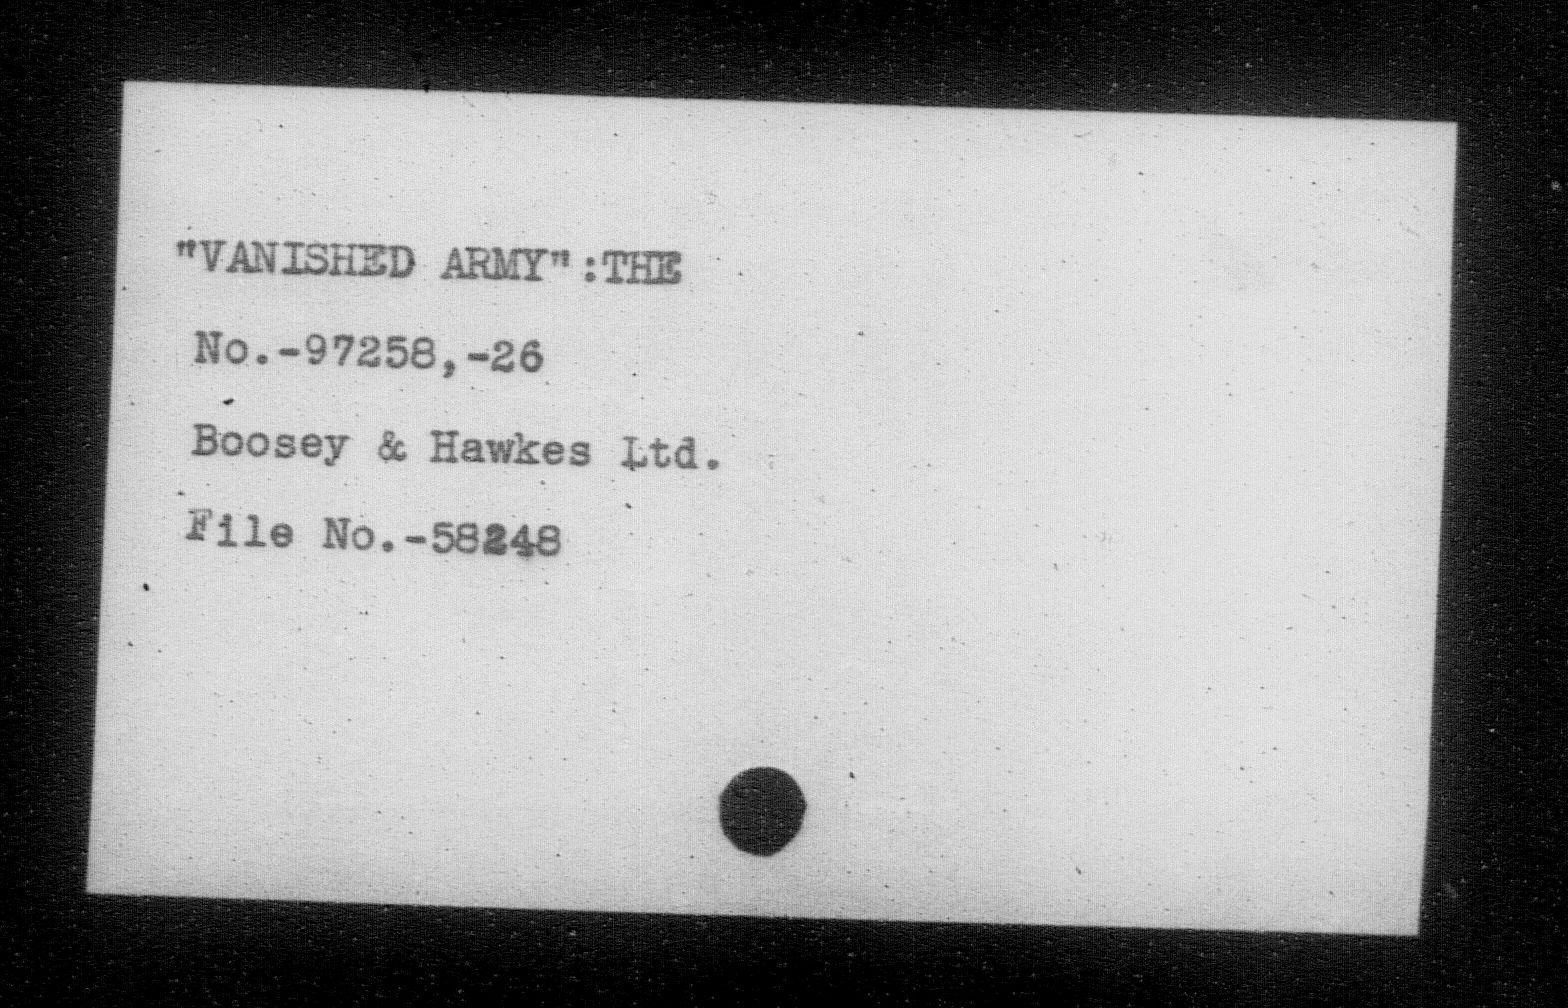 "VANISHED ARMY":THE
No.-97258,-26
Boosey & Hawkes Ltd.
File No.-58248